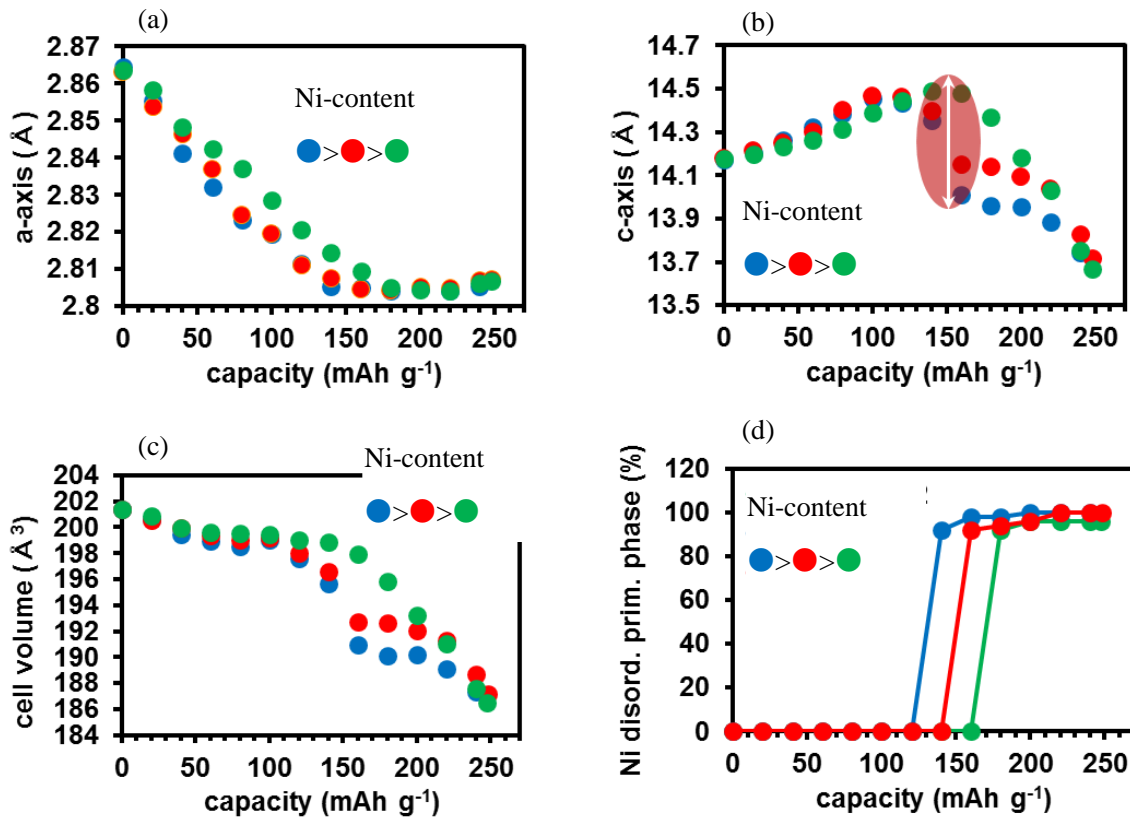 (a)
2.87
2.86
2.85
2.84
2.83
2.82
2.81
2.8
a-axis ( Å)
Ni-content
> >
0 50 100 150 200 250
capacity (mAh g-1)
(b)
14.7
14.5
14.3
14.1
13.9
13.7
13.5
c-axis ( Å)
Ni-content
> >
0 50 100 150 200 250
capacity (mAh g-1)
(c)
204
202
200
198
196
194
192
190
188
186
184
cell volume ( Å 3)
Ni-content
> >
0 50 100 150 200 250
capacity (mAh g-1)
(d)
120
100
80
60
40
20
0
Ni disord. prim. phase (%)
Ni-content
> >
0 50 100 150 200 250
capacity (mAh g-1)